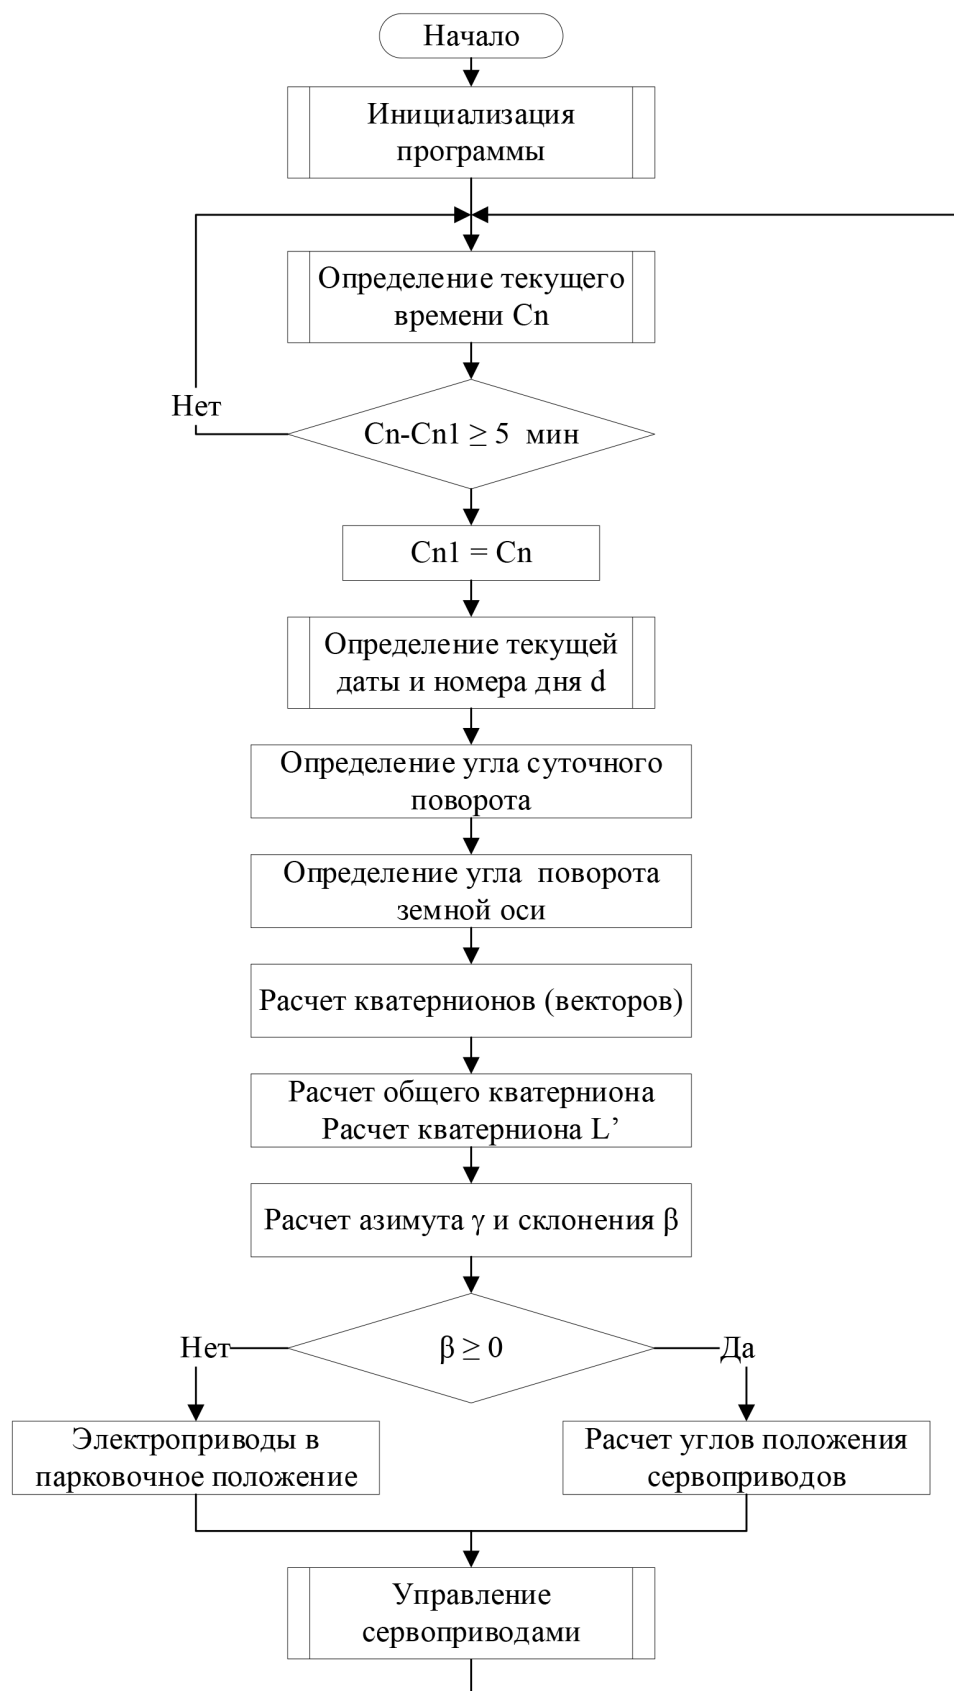 Начало
Инициализация
программы
Определение текущего
времени Cn
Нет
Cn-Cn1 ≥ 5  мин
Cn1 = Cn
Определение текущей
даты и номера дня d
Определение угла суточного
поворота
Определение угла  поворота
земной оси
Расчет кватернионов (векторов)
Расчет общего кватерниона
Расчет кватерниона L’
Расчет азимута γ и склонения β
Нет
β ≥ 0
Да
Электроприводы в
парковочное положение
Расчет углов положения
сервоприводов
Управление
сервоприводами